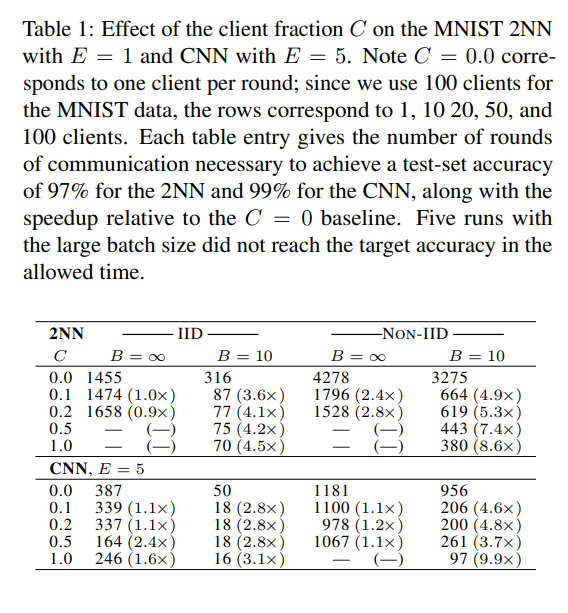 Table 1: Effect of the client fraction C on the MNIST 2NN
with E = 1 and CNN with E = 5. Note C = 0.0 corre-
sponds to one client per round; since we use 100 clients for
the MNIST data, the rows correspond to 1, 10 20, 50, and
100 clients. Each table entry gives the number of rounds
of communication necessary to achieve a test-set accuracy
of 97% for the 2NN and 99% for the CNN, along with the
speedup relative to the C = 0 baseline. Five runs with
the large batch size did not reach the target accuracy in the
allowed time.
2NN IID NON-IID
C B = ∞ B = 10 B = ∞ B = 10
0.0 1455 316 4278 3275
0.1 1474 (1.0×) 87 (3.6×) 1796 (2.4×) 664 (4.9×)
0.2 1658 (0.9×) 77 (4.1×) 1528 (2.8×) 619 (5.3×)
0.5 — (—) 75 (4.2×) — (—) 443 (7.4×)
1.0 — (—) 70 (4.5×) — (—) 380 (8.6×)
CNN, E = 5
0.0 387 50 1181 956
0.1 339 (1.1×) 18 (2.8×) 1100 (1.1×) 206 (4.6×)
0.2 337 (1.1×) 18 (2.8×) 978 (1.2×) 200 (4.8×)
0.5 164 (2.4×) 18 (2.8×) 1067 (1.1×) 261 (3.7×)
1.0 246 (1.6×) 16 (3.1×) — (—) 97 (9.9×)